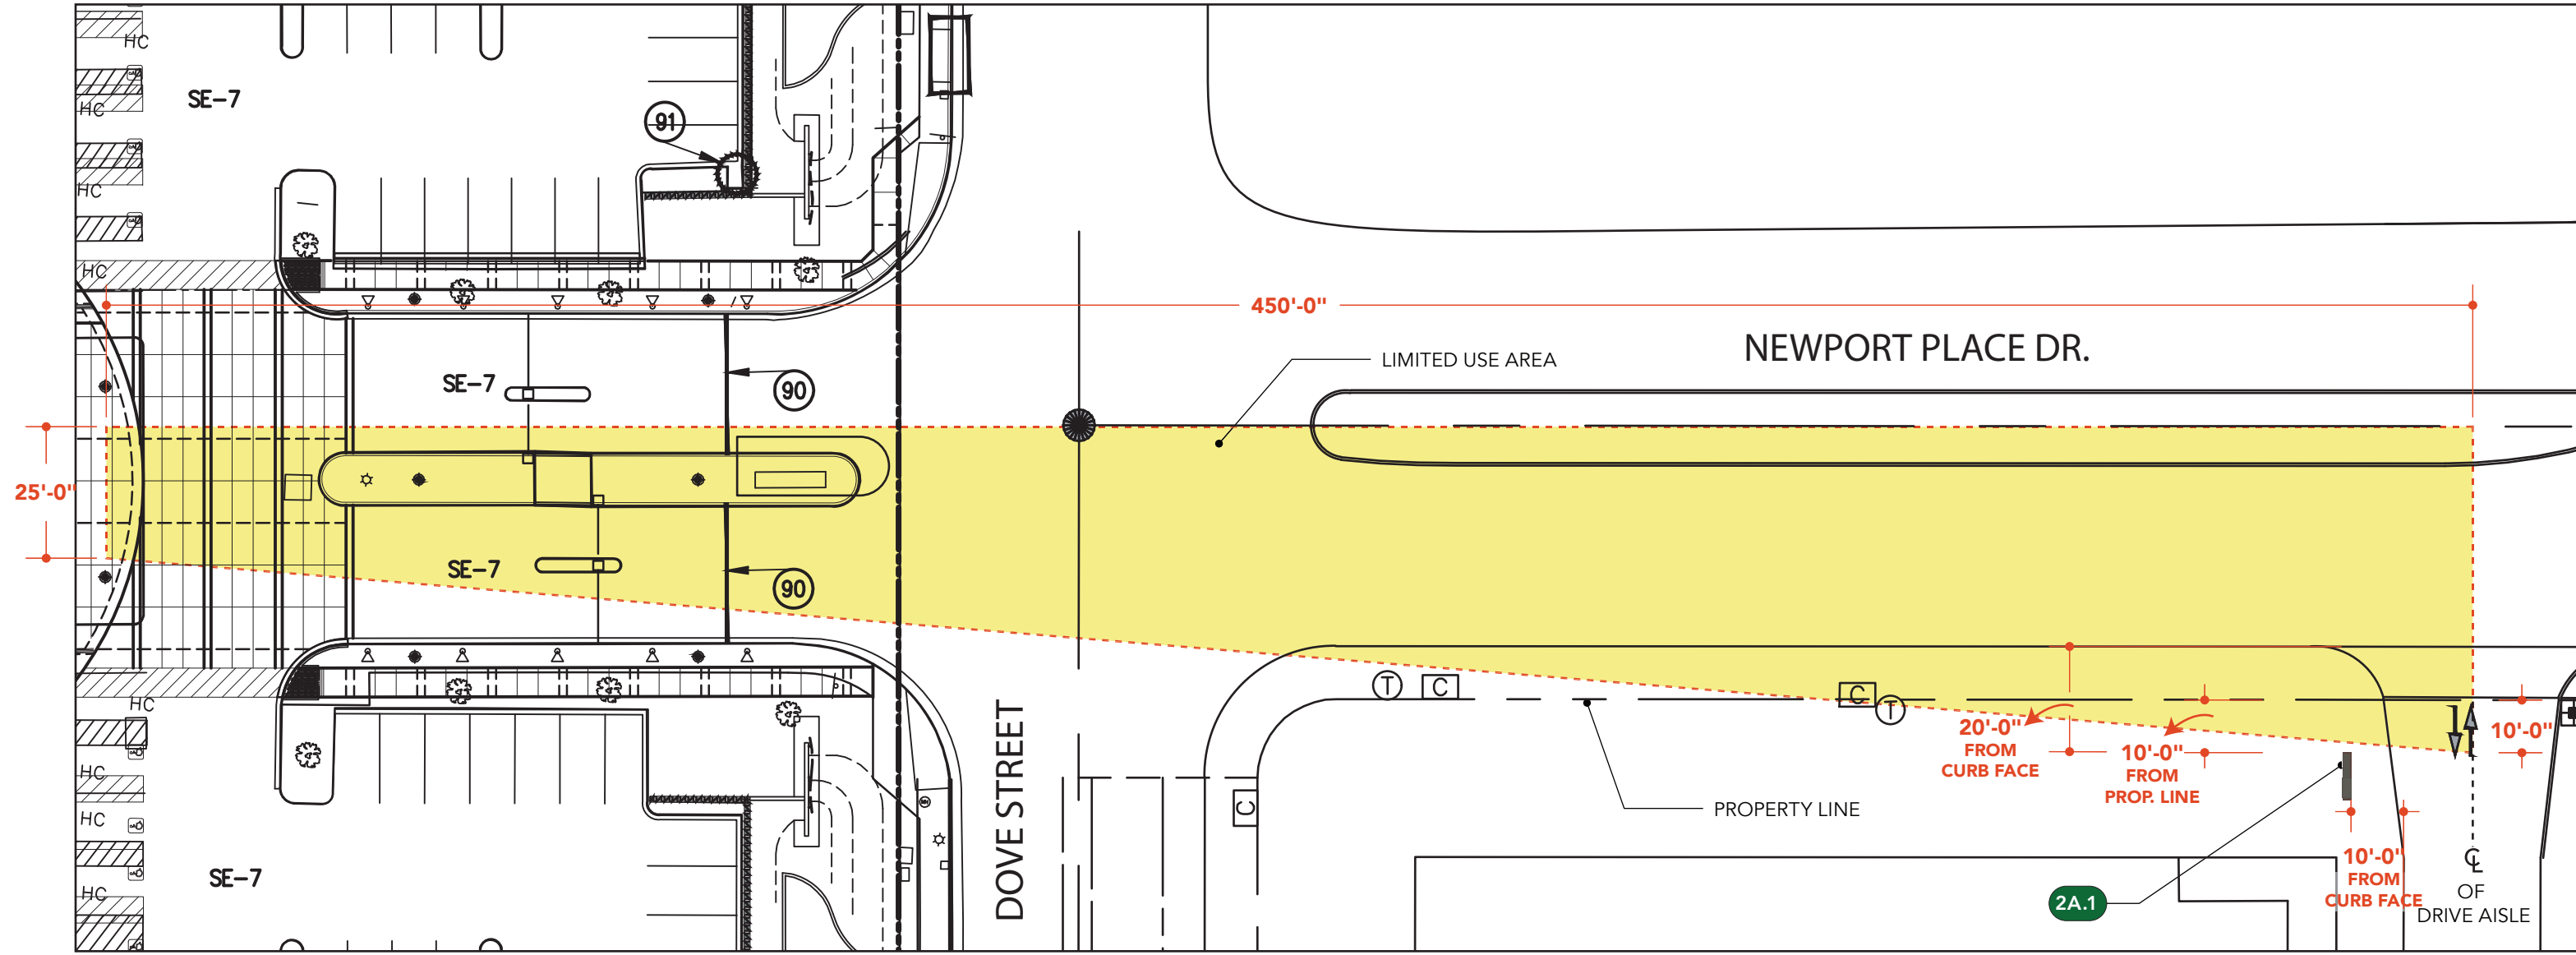 HC
SE-7
91
HC
HC
HC
450'-0"
LIMITED USE AREA
NEWPORT PLACE DR.
SE-7
90
25'-0"
SE-7
90
T
C
C
T
HC
20'-0"
FROM
CURB FACE
10'-0"
FROM
PROP. LINE
10'-0"
HC
DOVE STREET
C
PROPERTY LINE
HC
SE-7
HC
10'-0"
FROM
CURB FACE
2A.1
℄
OF
DRIVE AISLE